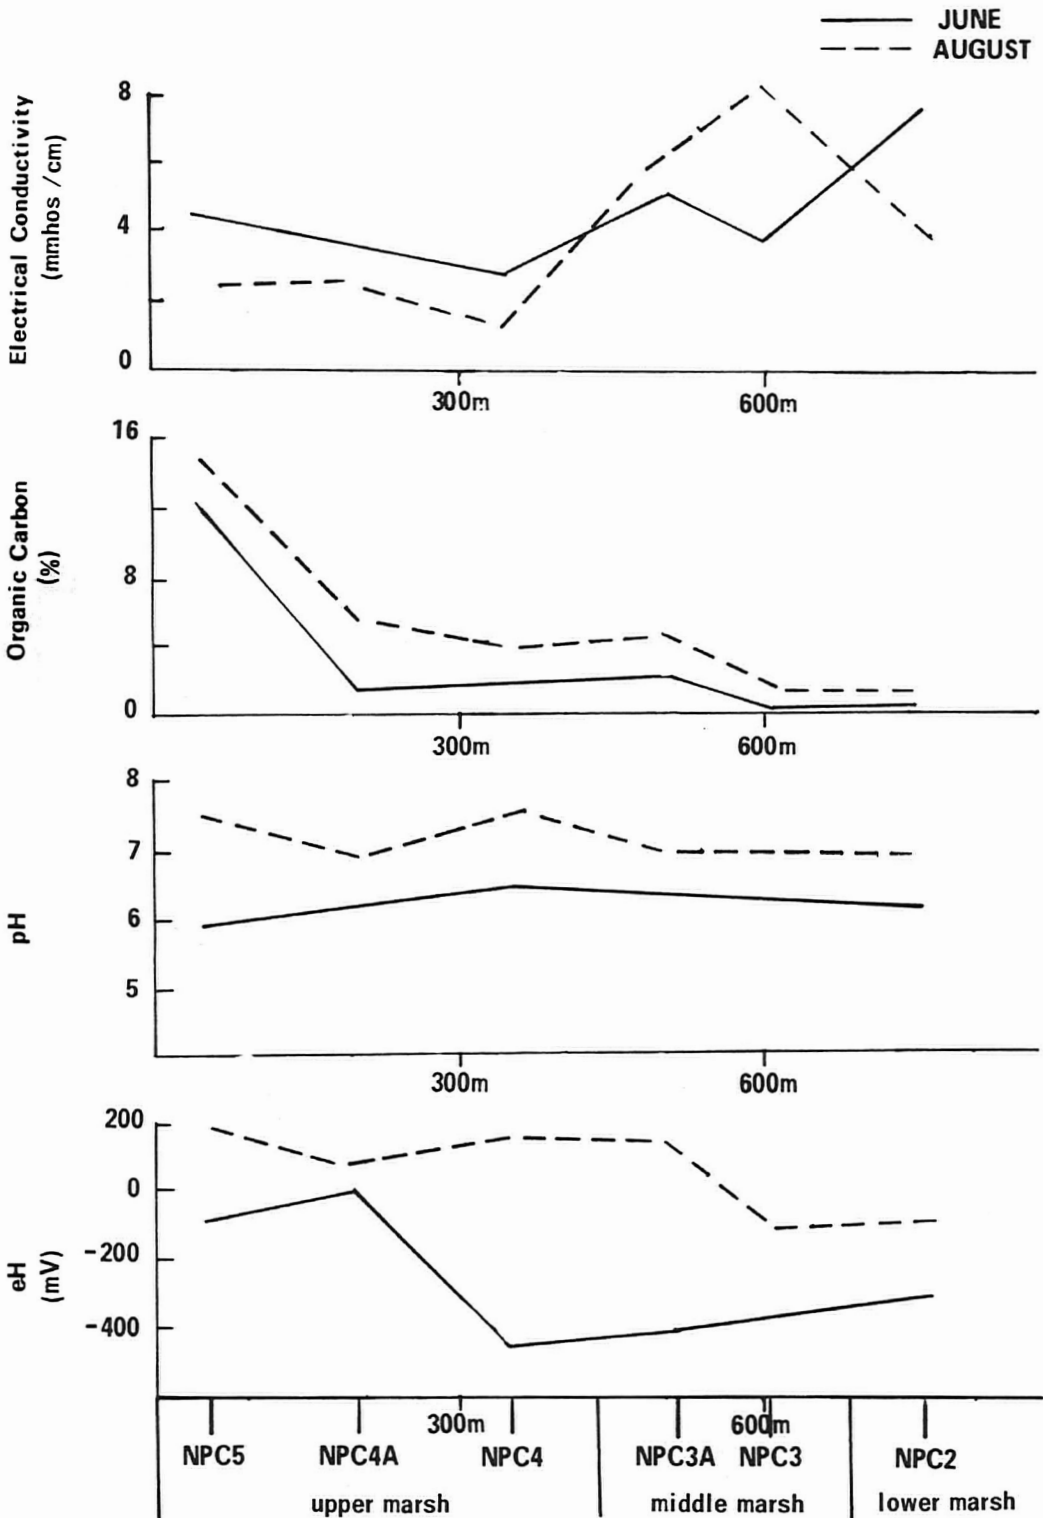 JUNE
AUGUST
Electrical Conductivity
(mmhos /cm)
8
4
0
300m
600m
Organic Carbon
(%)
16
8
0
300m
600m
pH
8
7
6
5
300m
600m
eH
(mV)
200
0
-200
-400
300m
600m
NPC5
NPC4A
NPC4
NPC3A
NPC3
NPC2
upper marsh
middle marsh
lower marsh